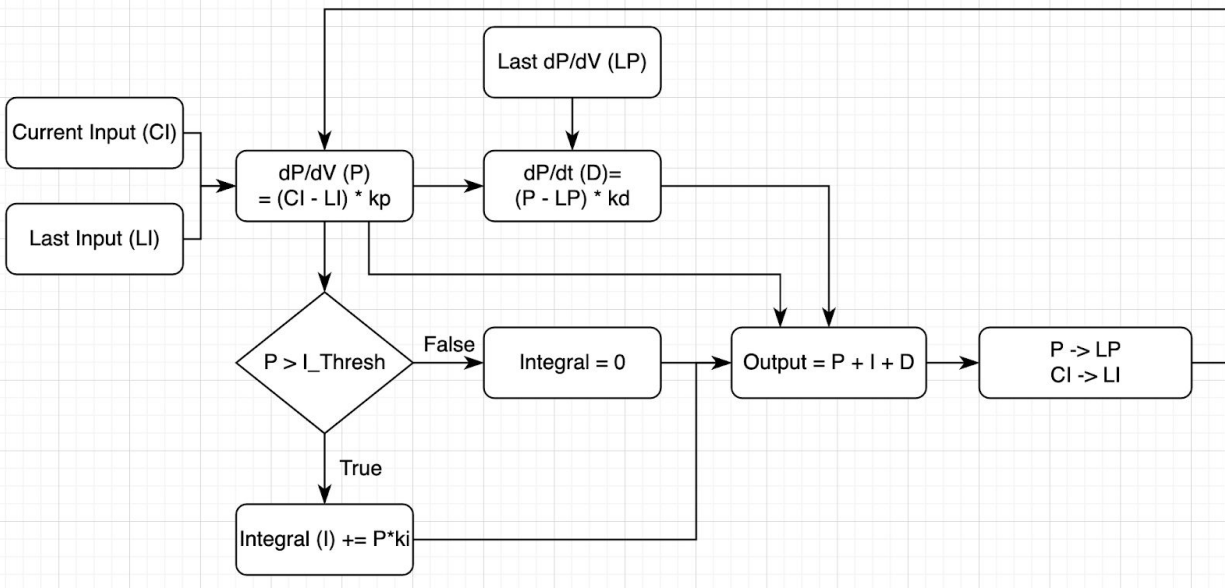 Last dP/dV (LP)
Current Input (CI)
dP/dV (P)
= (CI - LI) * kp
dP/dt (D)=
(P - LP) * kd
Last Input (LI)
P > I_Thresh
False
Integral = 0
Output = P + I + D
P -> LP
CI -> LI
True
Integral (I) += P*ki